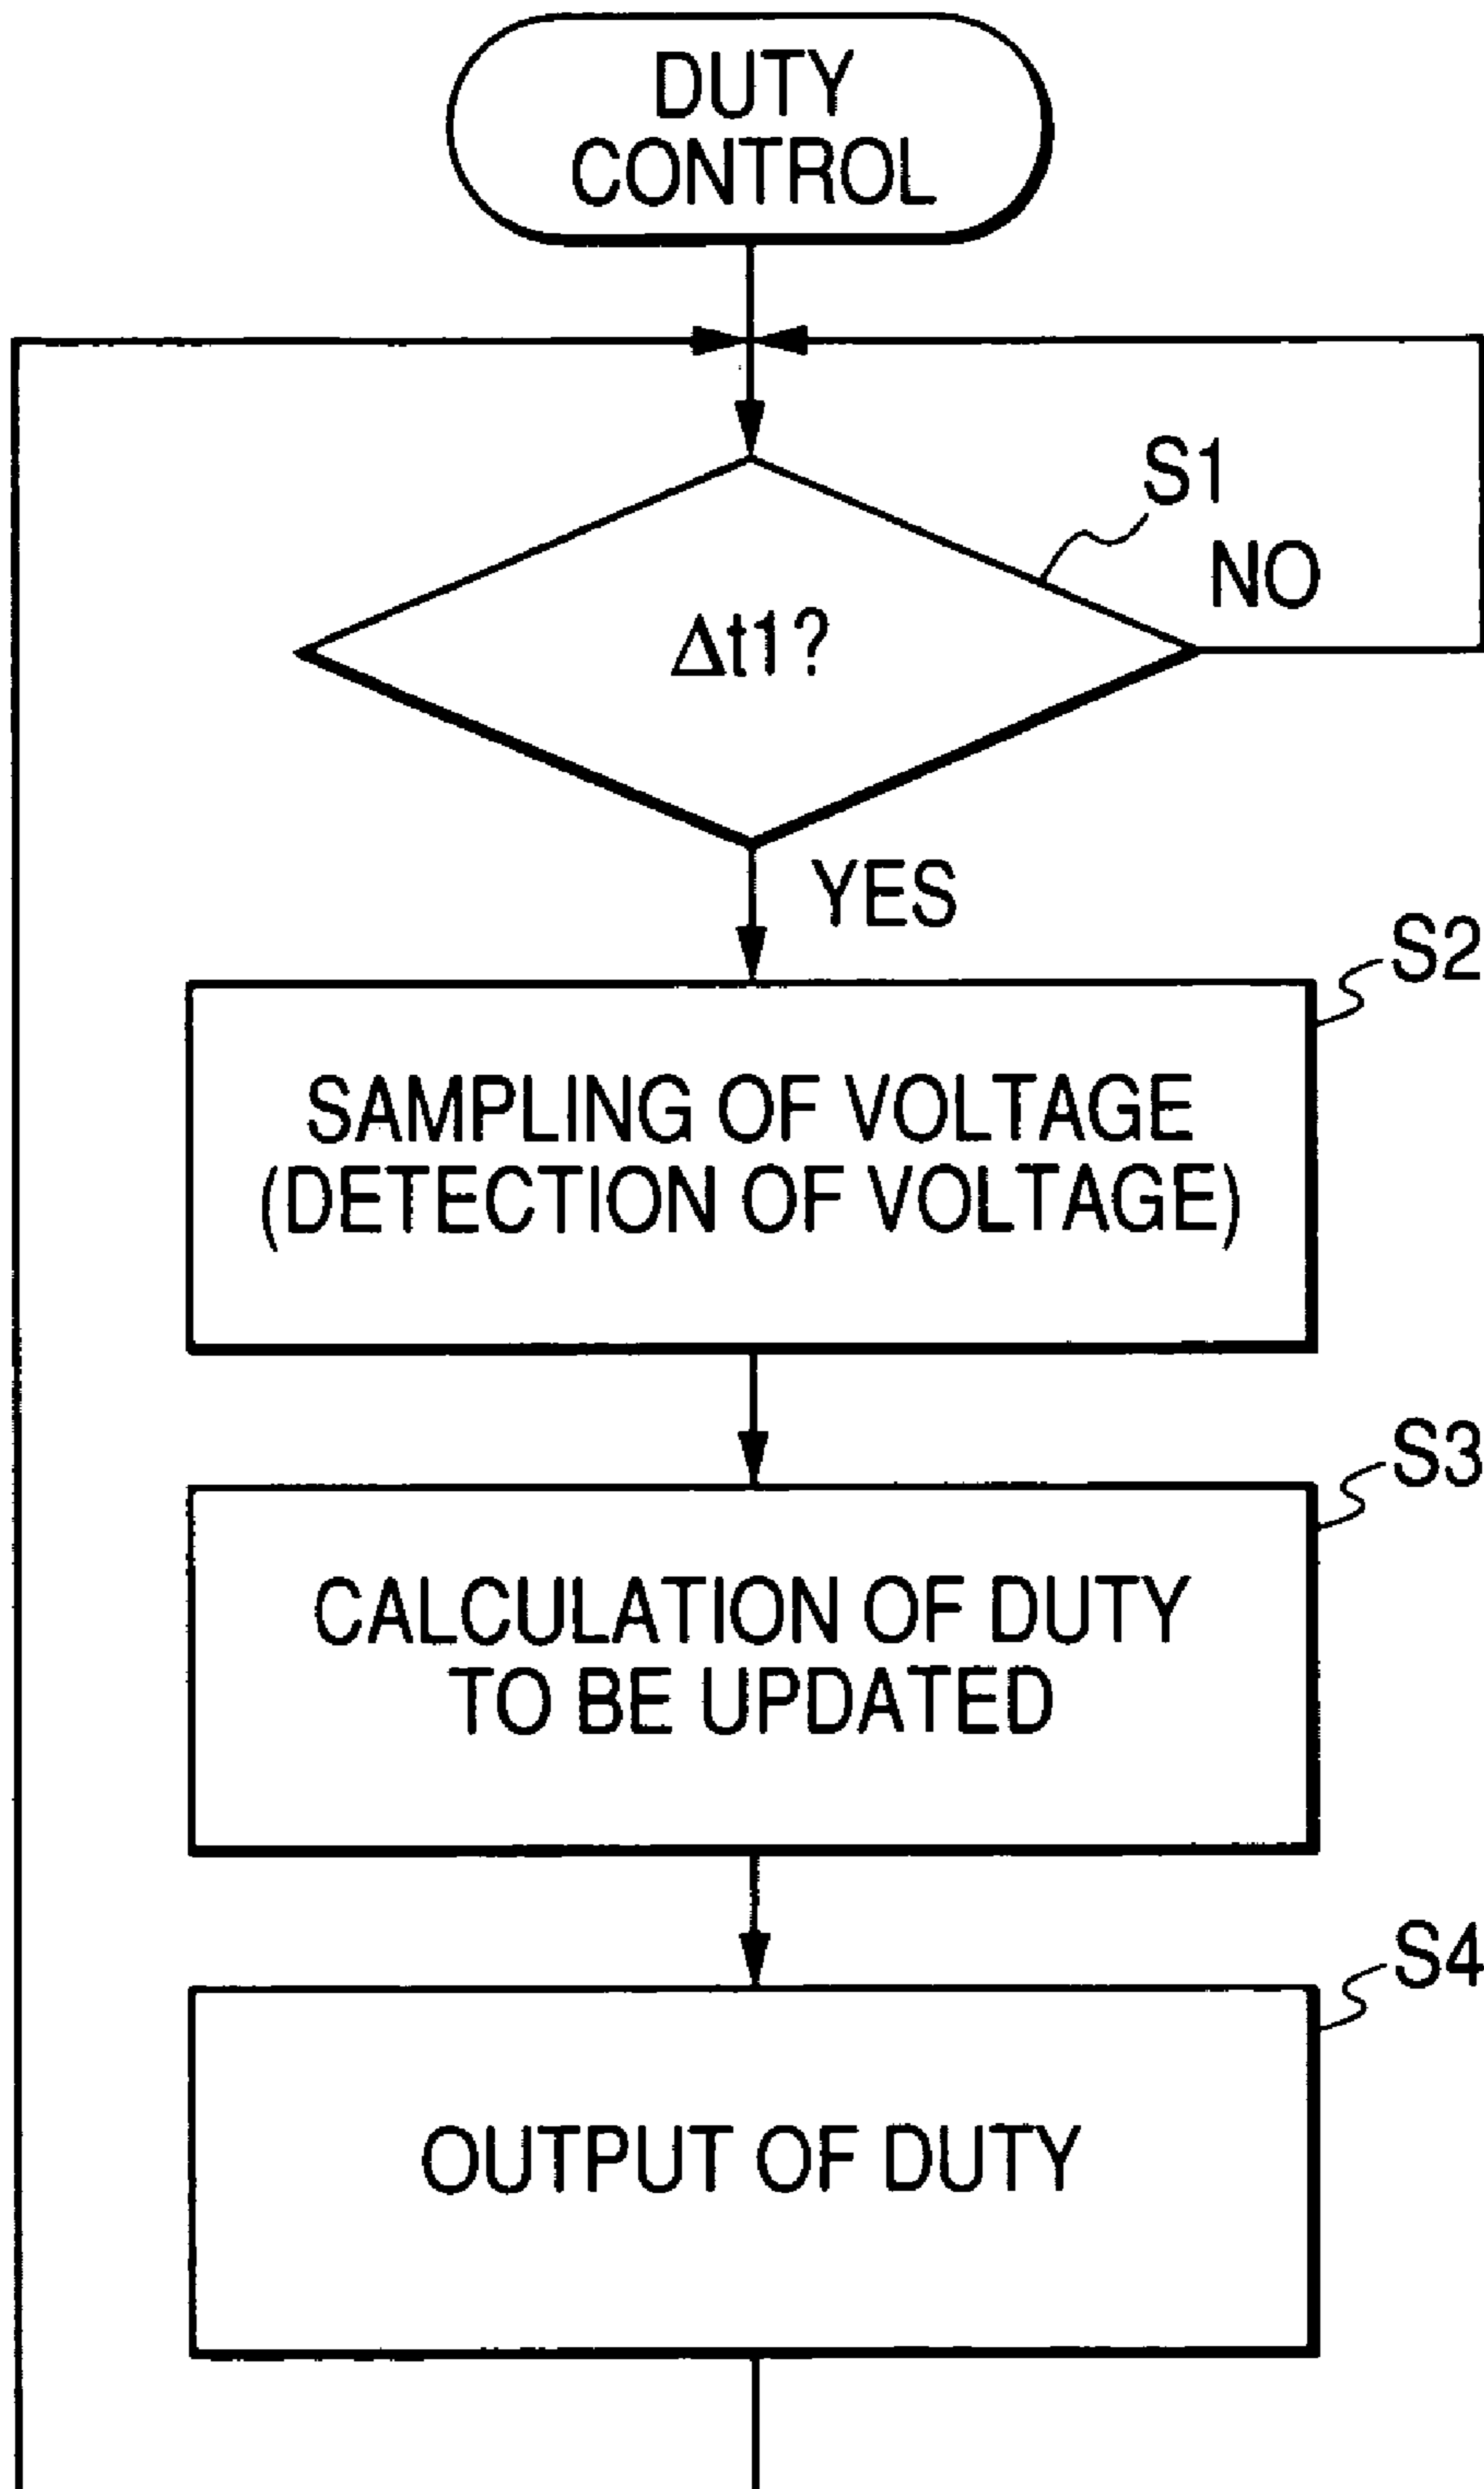 DUTY
CONTROL
S1
NO
Δt1?
YES
S2
SAMPLING OF VOLTAGE
(DETECTION OF VOLTAGE)
S3
CALCULATION OF DUTY
TO BE UPDATED
S4
OUTPUT OF DUTY